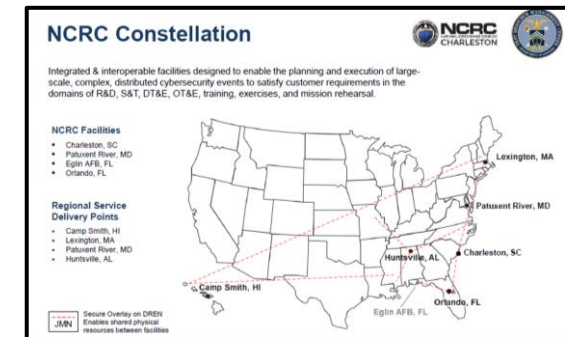 NCRC Constellation
NCRC
CHARLESTON
Integrated & interoperable facilities designed to enable the planning and execution of large-
scale, complex, distributed cybersecurity events to satisfy customer requirements in the
domains of R&D, S&T, DT&E, OT&E, training, exercises, and mission rehearsal.
NCRC Facilities
• Charleston, SC
• Patuxent River, MD
• Eglin AFB, FL
• Orlando, FL
Regional Service
Delivery Points
• Camp Smith, HI
• Lexington, MA
• Patuxent River, MD
• Huntsville, AL
Lexington, MA
Patuxent River, MD
Huntsville, AL
Charleston, SC
Camp Smith, HI
Orlando, FL
Eglin AFB, FL
JMN
Secure Overlay on DREN
Enables shared physical
resources between facilities